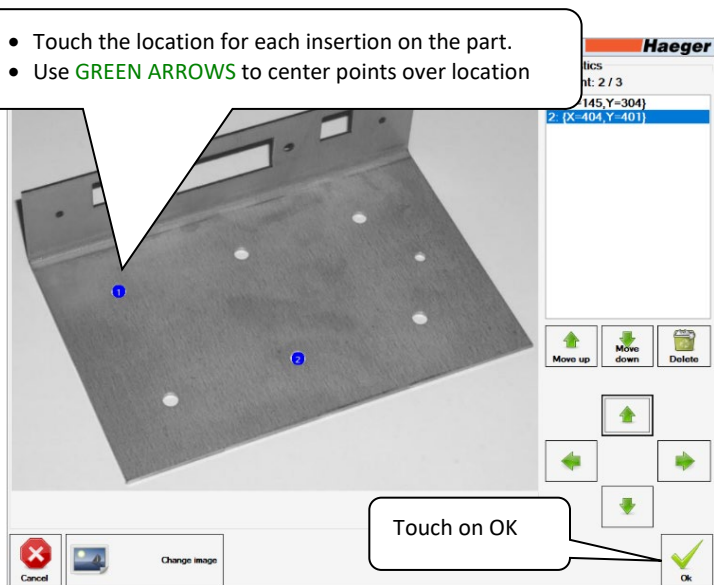 • Touch the location for each insertion on the part.
• Use GREEN ARROWS to center points over location
Haeger
tics
nt: 2 / 3
=145,Y=304}
2: {X=404,Y=401}
1
2
Move up
Move down
Delete
Touch on OK
Cancel
Change image
Ok